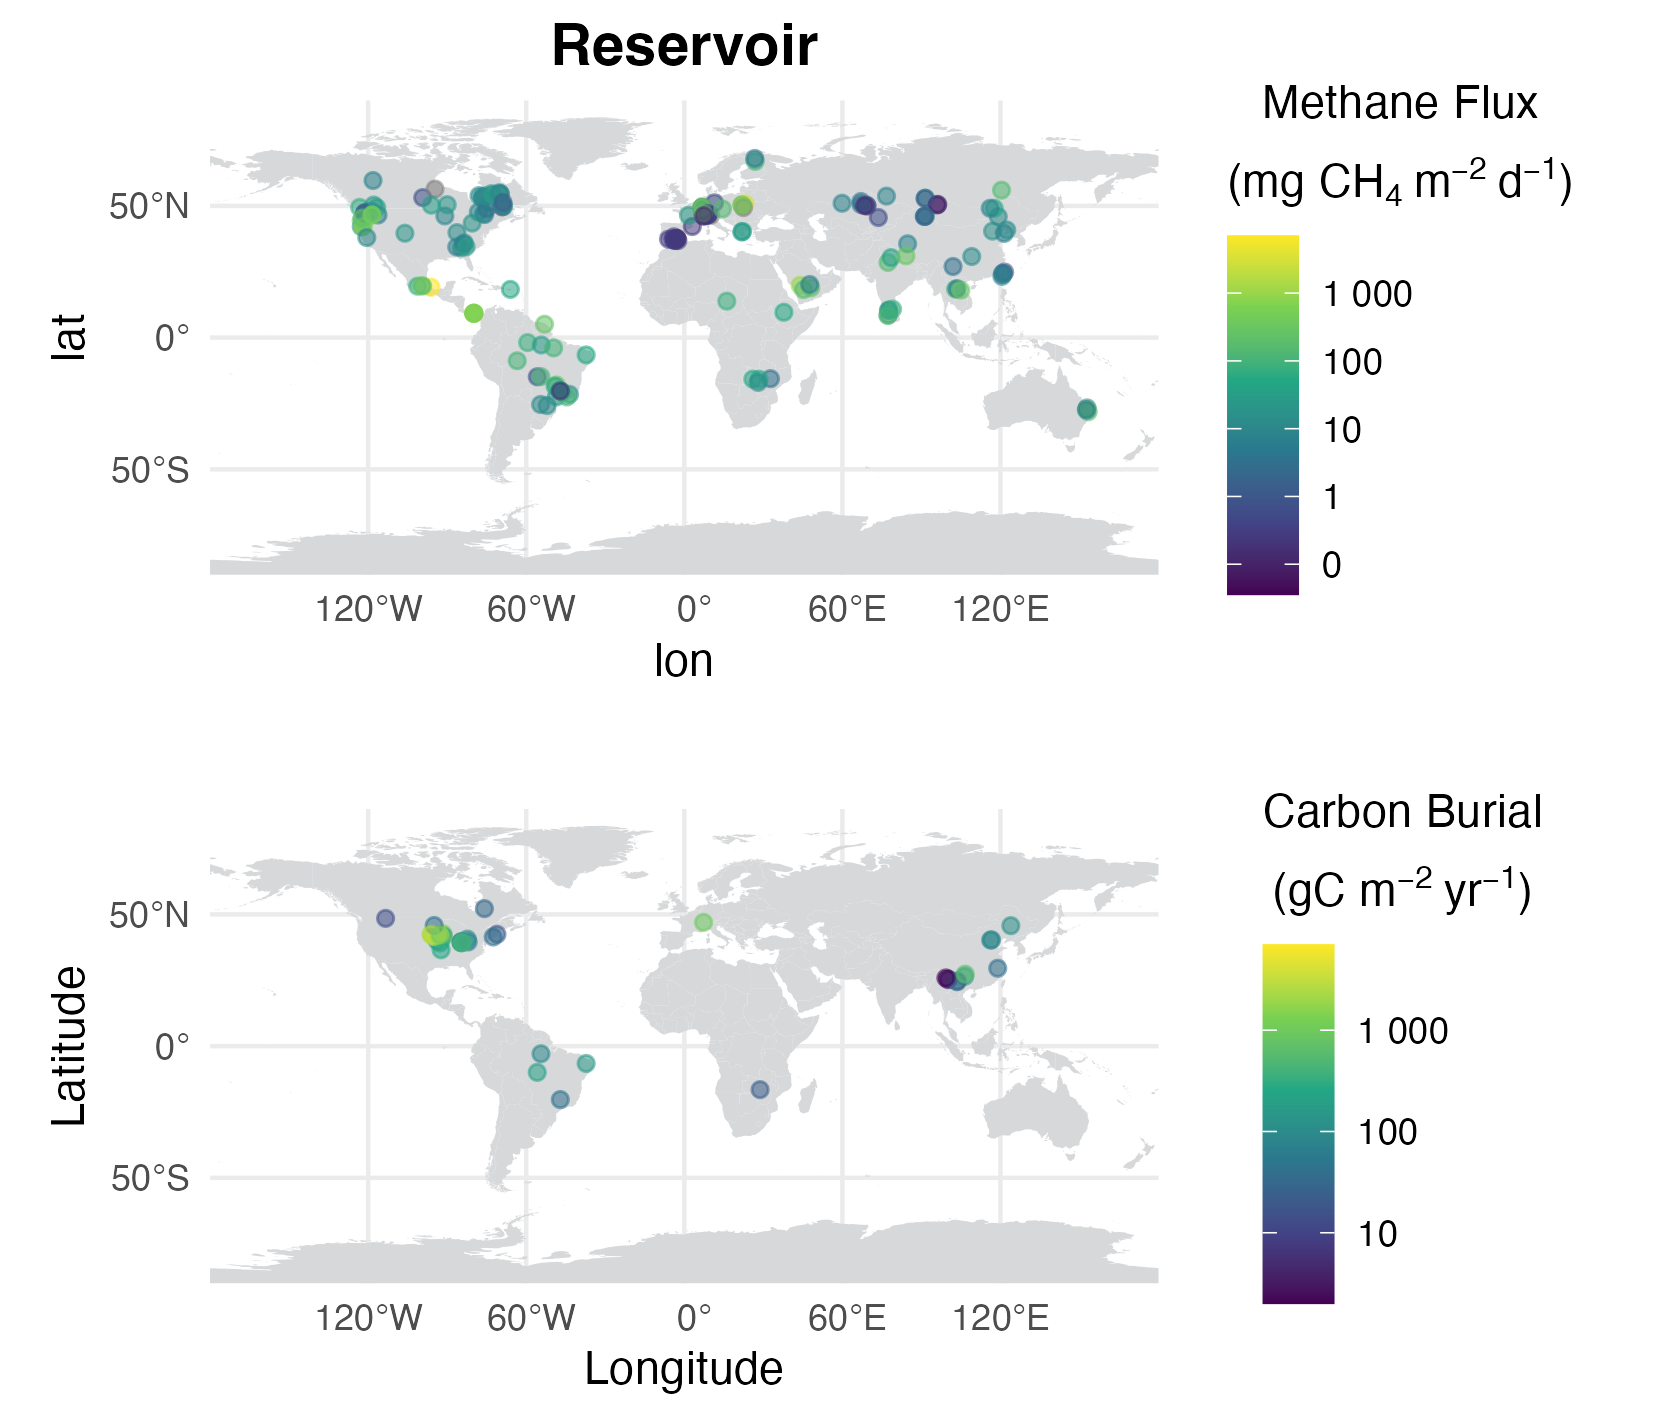 Reservoir
Methane Flux
(mg CH₄ m⁻² d⁻¹)
1 000
100
10
1
0
50°N
0°
50°S
lat
120°W 60°W 0° 60°E 120°E
lon
Carbon Burial
(gC m⁻² yr⁻¹)
1 000
100
10
50°N
0°
50°S
Latitude
120°W 60°W 0° 60°E 120°E
Longitude